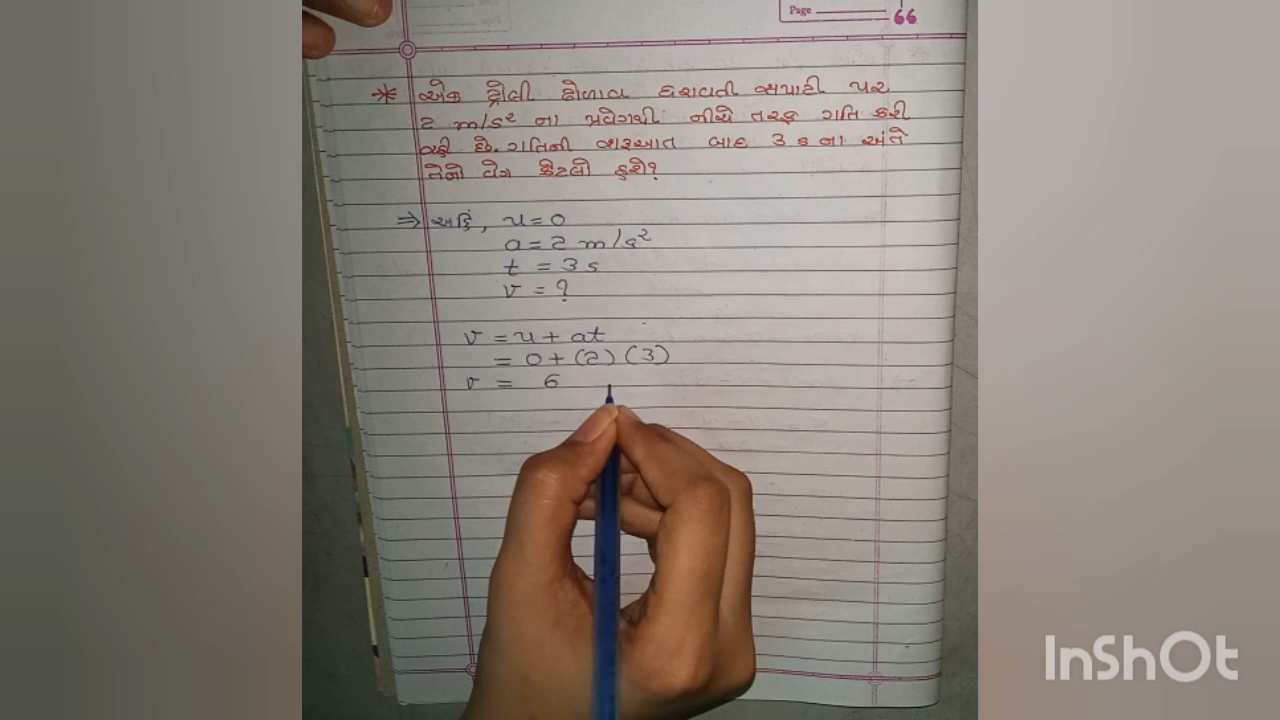 Page 66
* એક ટ્રોલી ઢોળાવ ધરાવતી સપાટી પર
2 m/s² ના પ્રવેગથી નીચે તરફ ગતિ કરી
રહી છે. ગતિની શરૂઆત બાદ 3 s ના અંતે
તેનો વેગ કેટલો હશે?
⇒ અહીં, u = 0
a = 2 m/s²
t = 3 s
v = ?
v = u + at
= 0 + (2) (3)
v = 6
InShOt